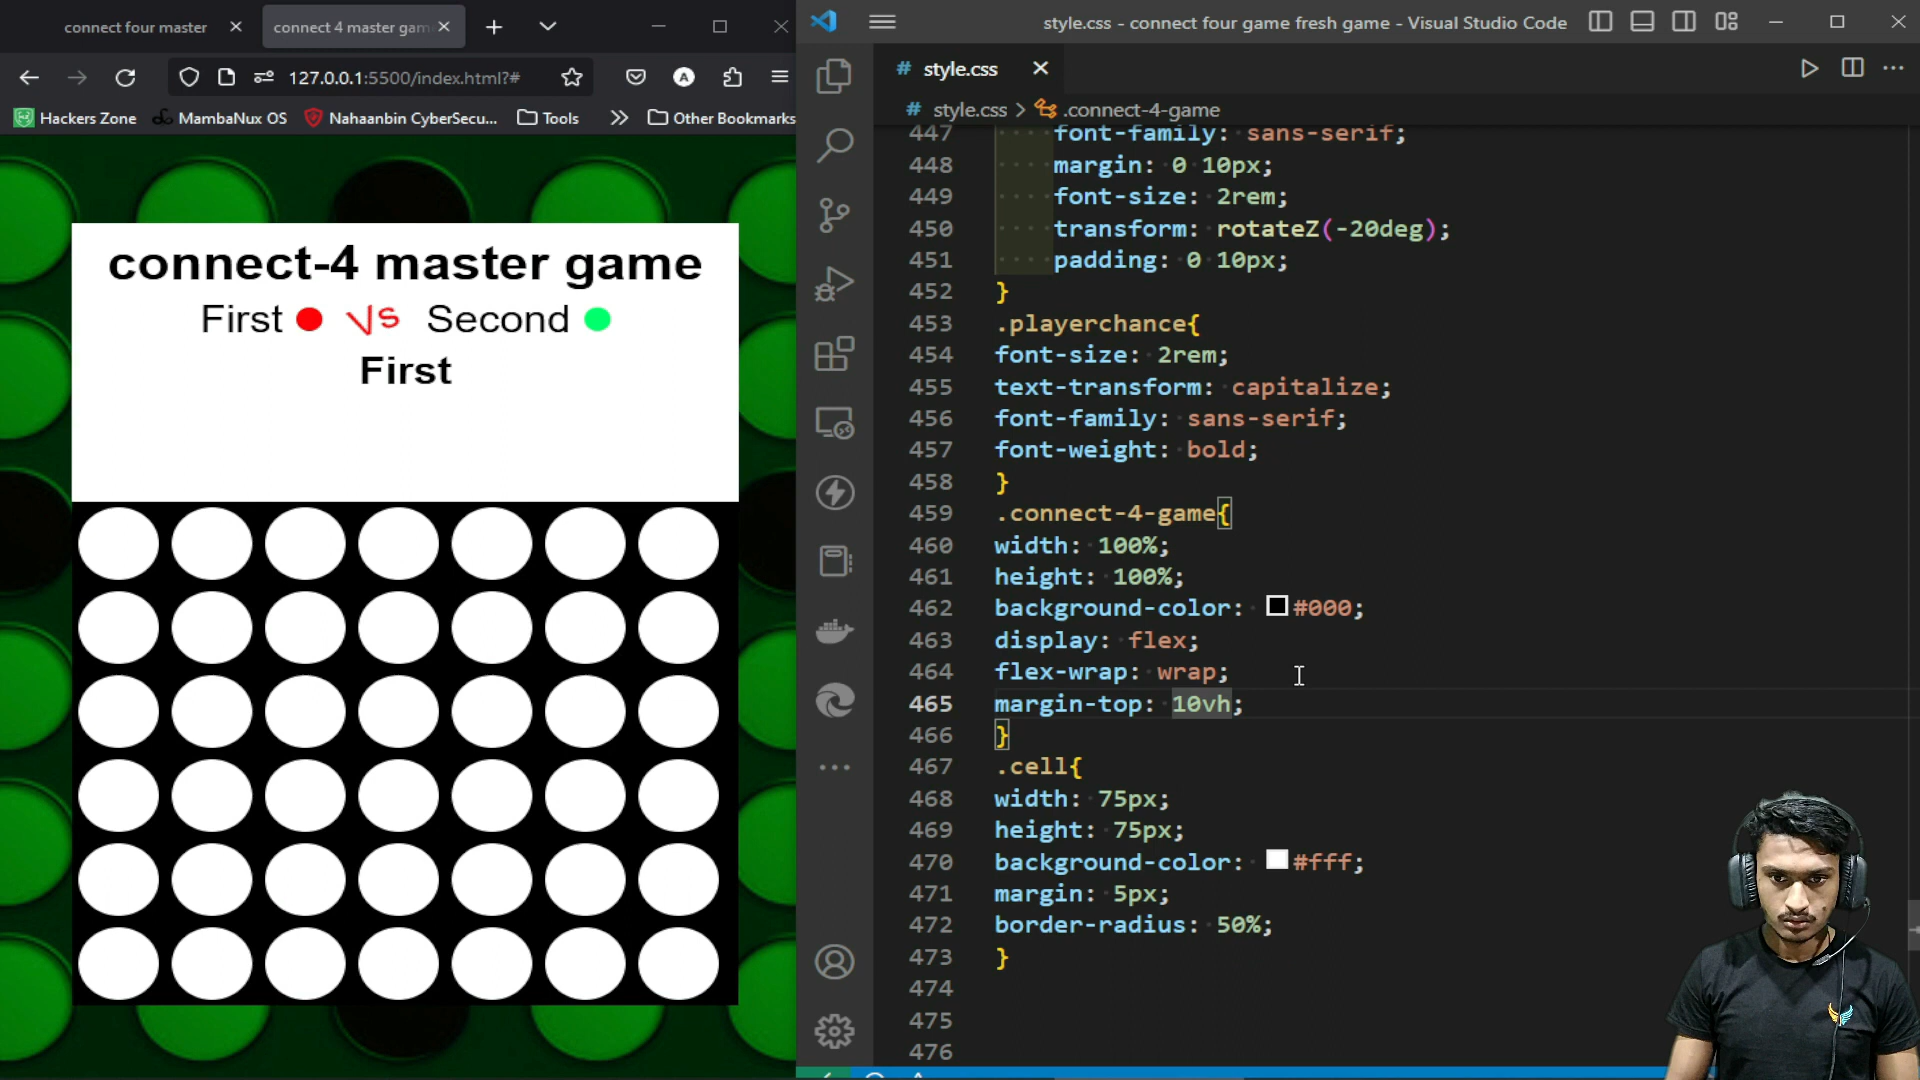 connect four master
connect 4 master gam
style.css - connect four game fresh game - Visual Studio Code
127.0.0.1:5500/index.html?#
Hackers Zone
MambaNux OS
Nahaanbin CyberSecu...
Tools
Other Bookmarks
# style.css
# style.css > .connect-4-game
connect-4 master game
First VS Second
First
447 font-family: sans-serif;
448 margin: 0 10px;
449 font-size: 2rem;
450 transform: rotateZ(-20deg);
451 padding: 0 10px;
452 }
453 .playerchance{
454 font-size: 2rem;
455 text-transform: capitalize;
456 font-family: sans-serif;
457 font-weight: bold;
458 }
459 .connect-4-game{
460 width: 100%;
461 height: 100%;
462 background-color: #000;
463 display: flex;
464 flex-wrap: wrap;
465 margin-top: 10vh;
466 }
467 .cell{
468 width: 75px;
469 height: 75px;
470 background-color: #fff;
471 margin: 5px;
472 border-radius: 50%;
473 }
474
475
476